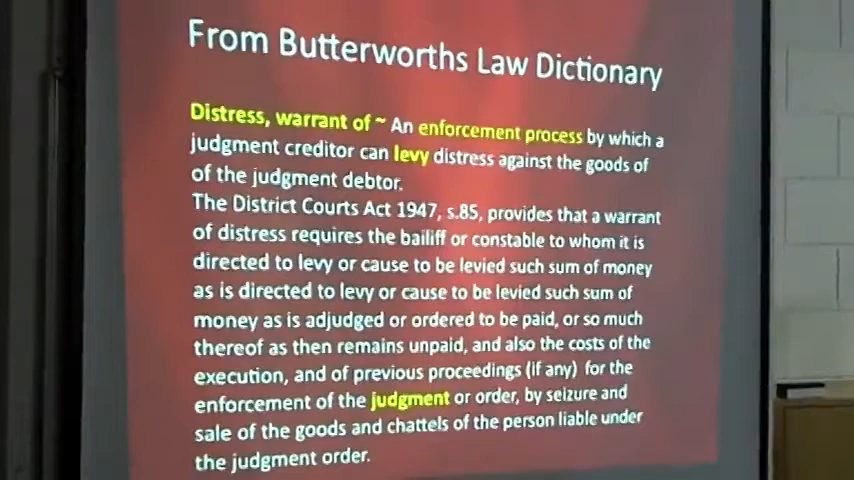 From Butterworths Law Dictionary
Distress, warrant of ~ An enforcement process by which a
judgment creditor can levy distress against the goods of
of the judgment debtor.
The District Courts Act 1947, s.85, provides that a warrant
of distress requires the bailiff or constable to whom it is
directed to levy or cause to be levied such sum of money
as is directed to levy or cause to be levied such sum of
money as is adjudged or ordered to be paid, or so much
thereof as then remains unpaid, and also the costs of the
execution, and of previous proceedings (if any) for the
enforcement of the judgment or order, by seizure and
sale of the goods and chattels of the person liable under
the judgment order.